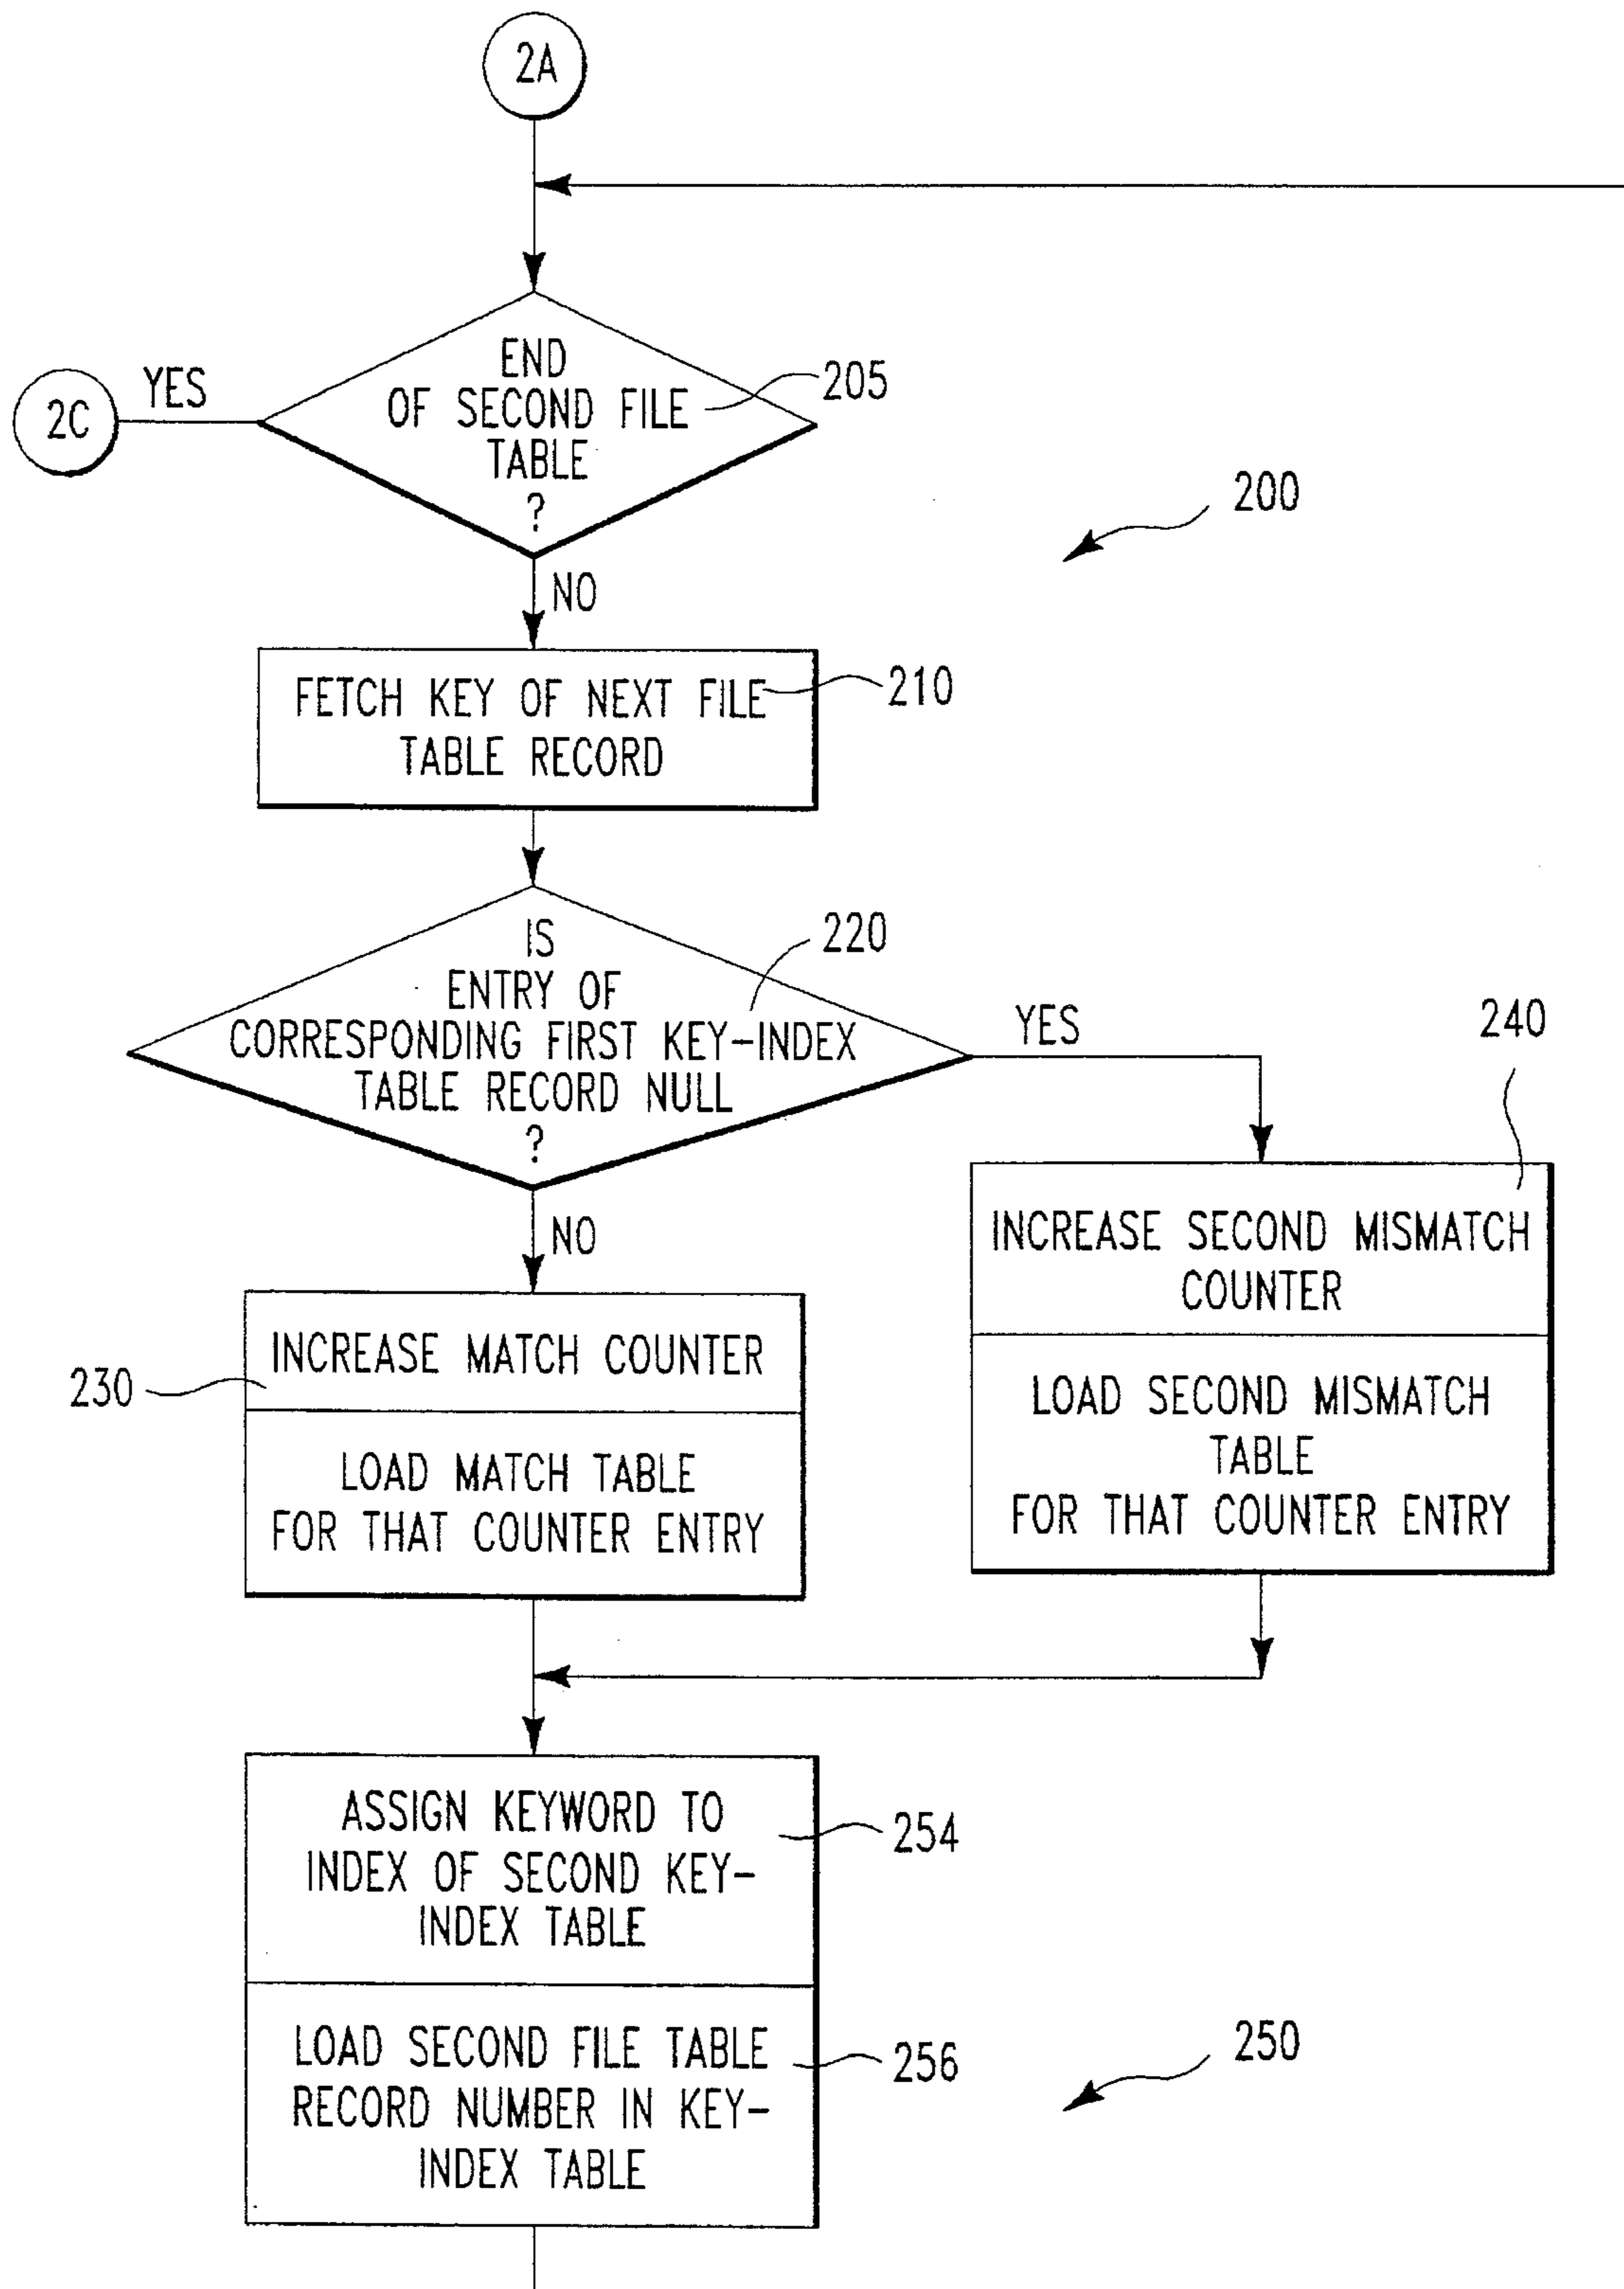 2A
END
OF SECOND FILE
TABLE
?
205
YES
2C
200
NO
FETCH KEY OF NEXT FILE
TABLE RECORD
210
IS
ENTRY OF
CORRESPONDING FIRST KEY-INDEX
TABLE RECORD NULL
?
220
YES
240
NO
INCREASE SECOND MISMATCH
COUNTER
LOAD SECOND MISMATCH
TABLE
FOR THAT COUNTER ENTRY
INCREASE MATCH COUNTER
230
LOAD MATCH TABLE
FOR THAT COUNTER ENTRY
ASSIGN KEYWORD TO
INDEX OF SECOND KEY-
INDEX TABLE
254
LOAD SECOND FILE TABLE
RECORD NUMBER IN KEY-
INDEX TABLE
256
250